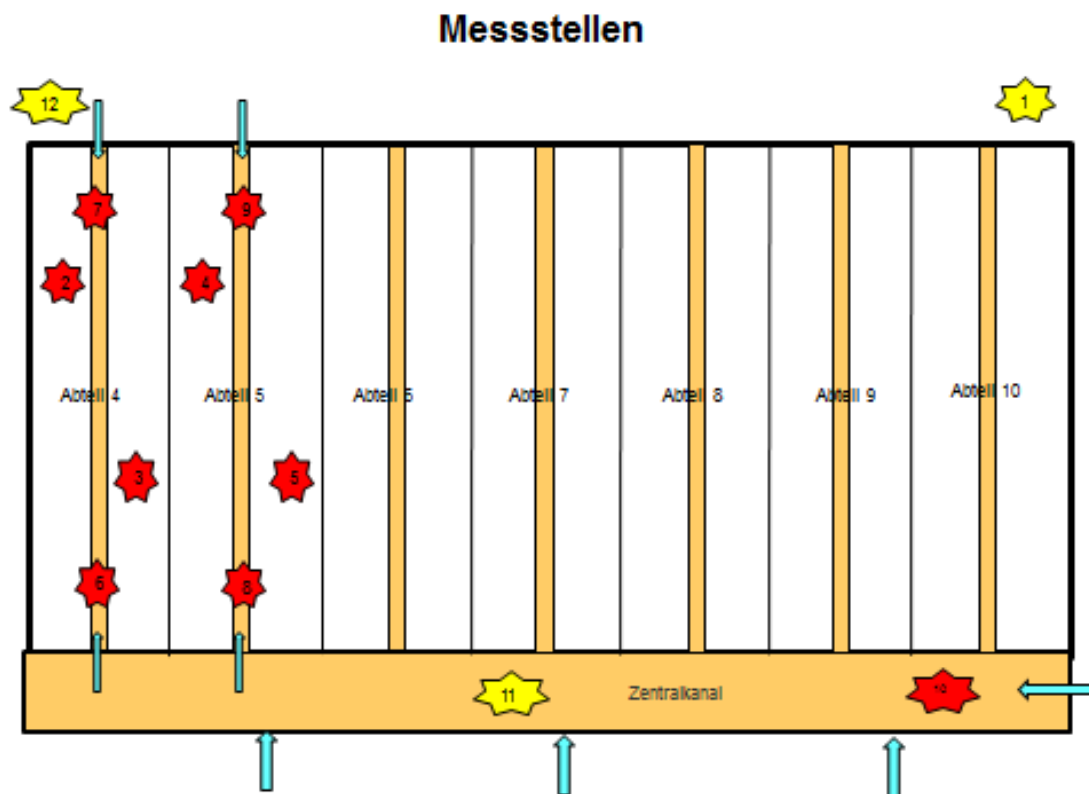 Messstellen
12
1
7
9
2
4
Abteil 4
Abteil 5
Abteil 6
Abteil 7
Abteil 8
Abteil 9
Abteil 10
3
5
6
8
11
Zentralkanal
10